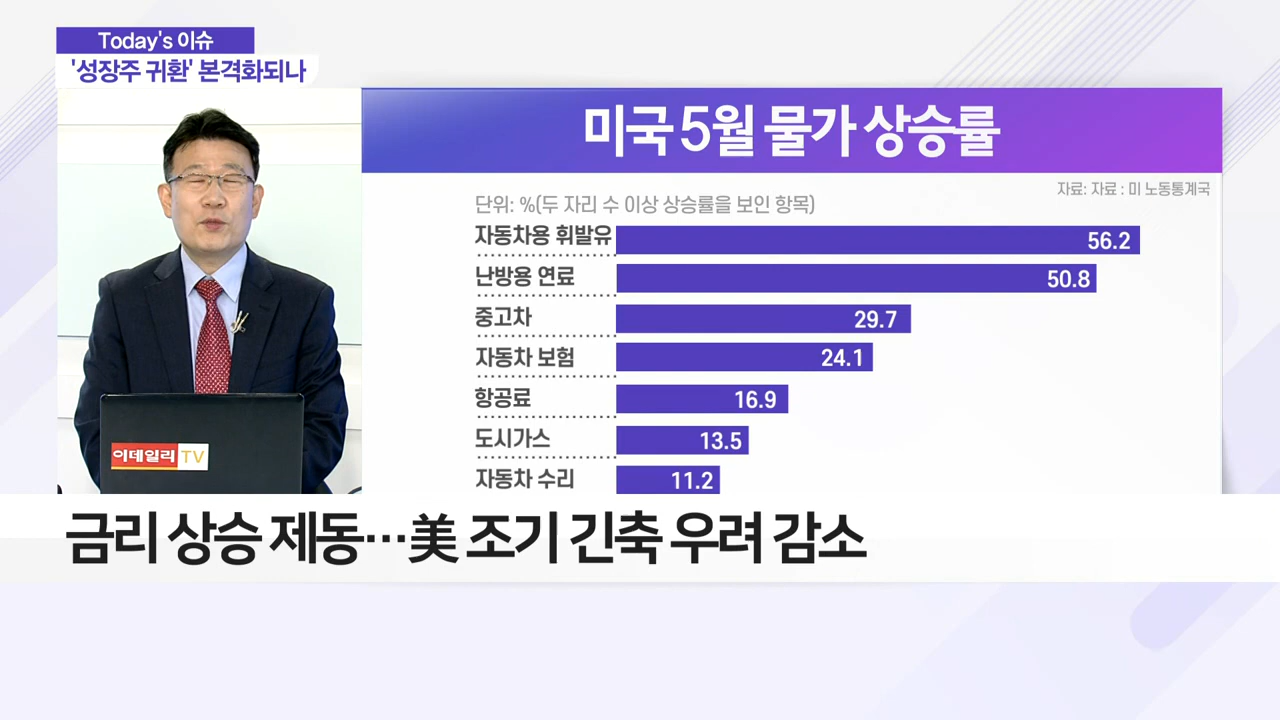 Today's 이슈
'성장주 귀환' 본격화되나
미국 5월 물가 상승률
자료: 자료 : 미 노동통계국
단위: %(두 자리 수 이상 상승률을 보인 항목)
자동차용 휘발유 56.2
난방용 연료 50.8
중고차 29.7
자동차 보험 24.1
항공료 16.9
도시가스 13.5
자동차 수리 11.2
이데일리 TV
금리 상승 제동…美 조기 긴축 우려 감소